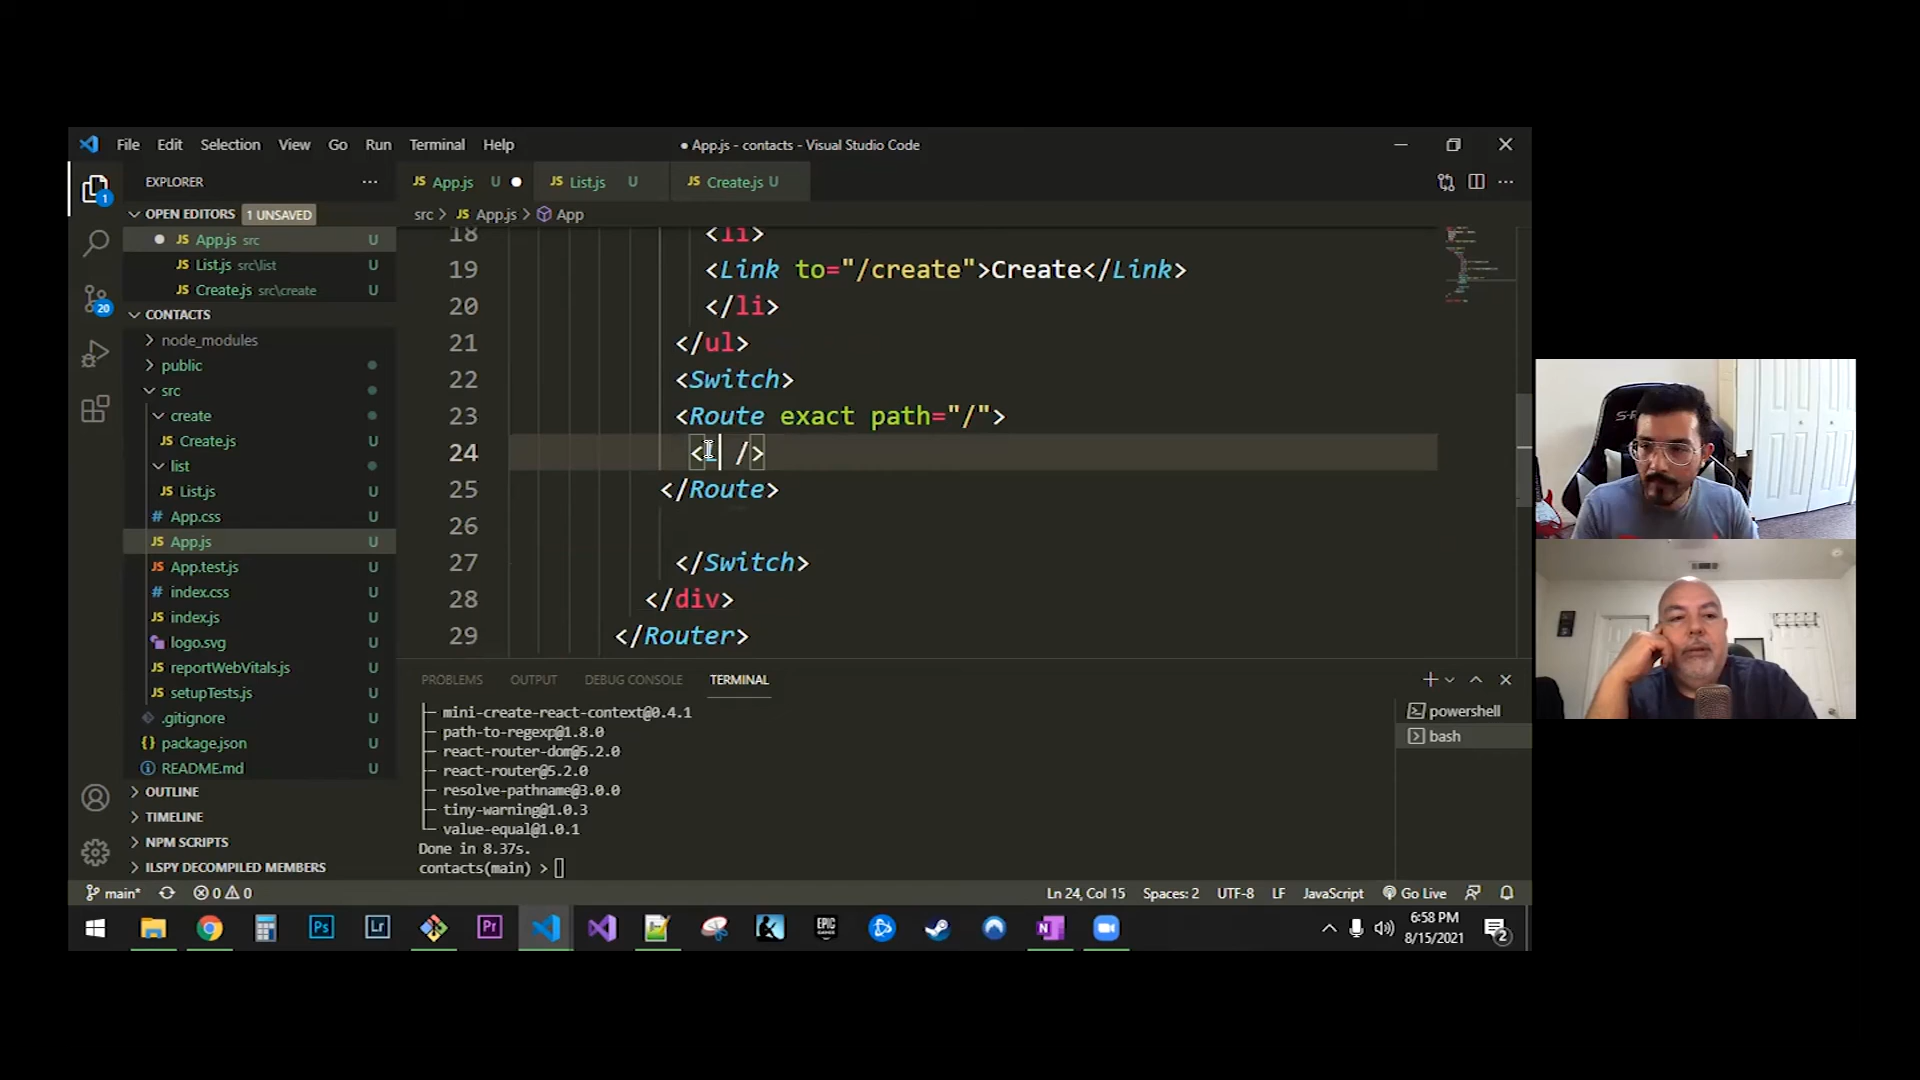 File Edit Selection View Go Run Terminal Help
● App.js - contacts - Visual Studio Code
EXPLORER
JS App.js U
JS List.js U
JS Create.js U
OPEN EDITORS 1 UNSAVED
src > JS App.js > App
● JS App.js src U
JS List.js src\list U
JS Create.js src\create U
CONTACTS
node_modules
public
src
create
JS Create.js U
list
JS List.js U
# App.css U
JS App.js U
JS App.test.js U
# index.css U
JS index.js U
logo.svg U
JS reportWebVitals.js U
JS setupTests.js U
.gitignore U
{} package.json U
README.md U
OUTLINE
TIMELINE
NPM SCRIPTS
ILSPY DECOMPILED MEMBERS
1
20
18 <li>
19 <Link to="/create">Create</Link>
20 </li>
21 </ul>
22 <Switch>
23 <Route exact path="/">
24 <L />
25 </Route>
26
27 </Switch>
28 </div>
29 </Router>
PROBLEMS OUTPUT DEBUG CONSOLE TERMINAL
├─ mini-create-react-context@0.4.1
├─ path-to-regexp@1.8.0
├─ react-router-dom@5.2.0
├─ react-router@5.2.0
├─ resolve-pathname@3.0.0
├─ tiny-warning@1.0.3
└─ value-equal@1.0.1
Done in 8.37s.
contacts(main) >
powershell
bash
main* 0 0
Ln 24, Col 15 Spaces: 2 UTF-8 LF JavaScript Go Live
Ps Lr Pr EPIC GAMES N
6:58 PM
8/15/2021
2